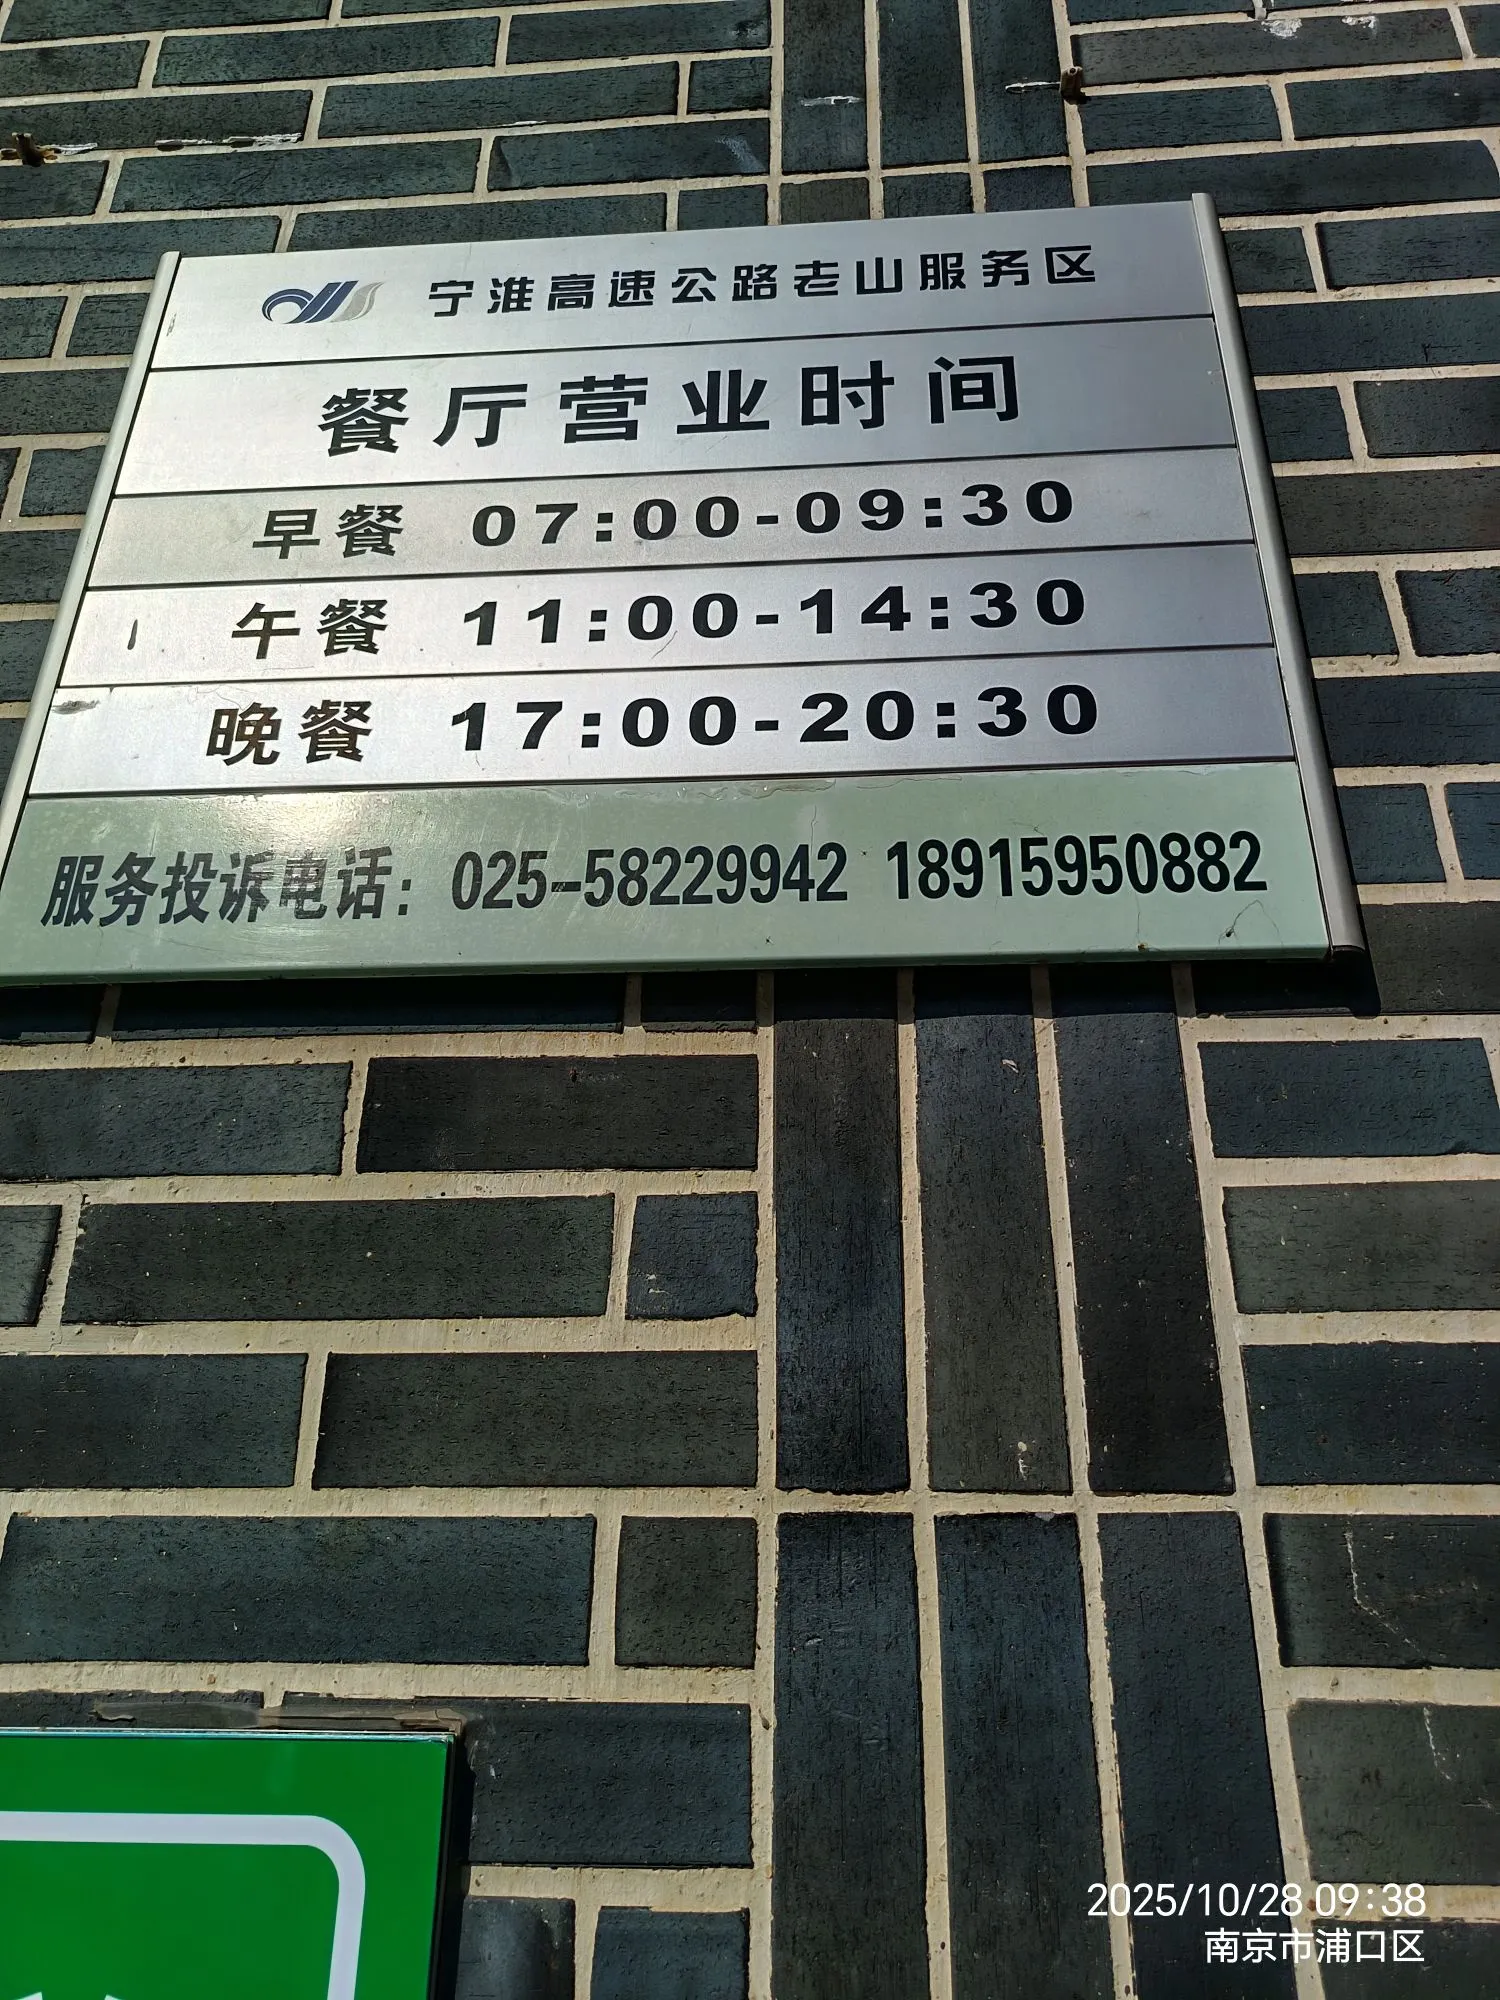 宁淮高速公路老山服务区
餐厅营业时间
早餐 07:00-09:30
午餐 11:00-14:30
晚餐 17:00-20:30
服务投诉电话: 025-58229942 18915950882
2025/10/28 09:38
南京市浦口区